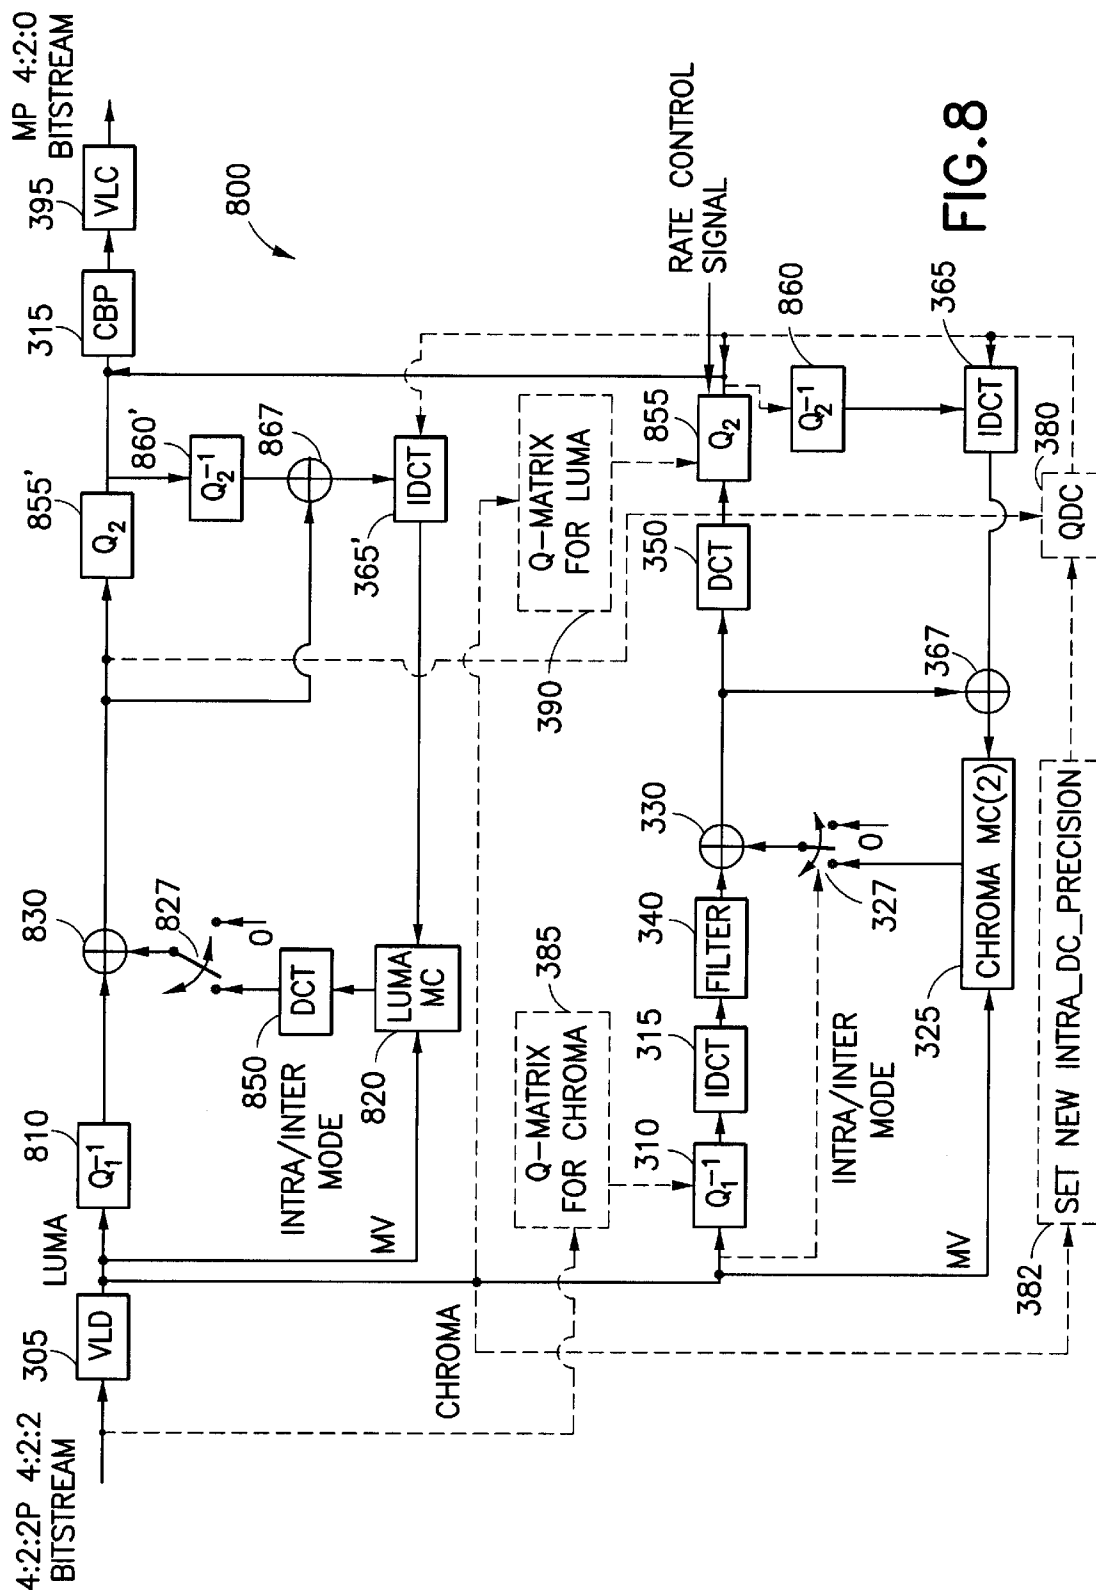 4:2:2P 4:2:2
BITSTREAM
305
VLD
LUMA
810
Q1-1
830
855'
Q2
315
CBP
395
VLC
MP 4:2:0
BITSTREAM
860'
Q2-1
867
800
827
0
INTRA/INTER
MODE
850
DCT
MV
820
LUMA
MC
365'
IDCT
CHROMA
Q-MATRIX
FOR CHROMA
385
390
Q-MATRIX
FOR LUMA
310
Q1-1
315
IDCT
340
FILTER
330
350
DCT
855
Q2
RATE CONTROL
SIGNAL
860
Q2-1
INTRA/INTER
MODE
327
0
MV
325
CHROMA MC(2)
367
365
IDCT
382
SET NEW INTRA_DC_PRECISION
380
QDC
FIG.8